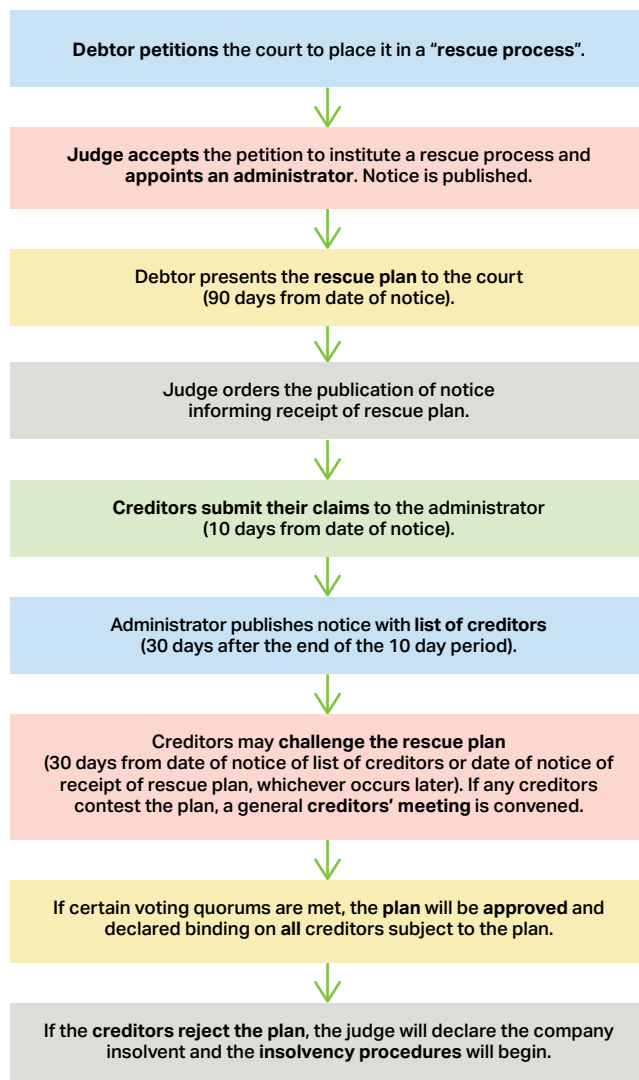 Debtor petitions the court to place it in a “rescue process”.
Judge accepts the petition to institute a rescue process and
appoints an administrator. Notice is published.
Debtor presents the rescue plan to the court
(90 days from date of notice).
Judge orders the publication of notice
informing receipt of rescue plan.
Creditors submit their claims to the administrator
(10 days from date of notice).
Administrator publishes notice with list of creditors
(30 days after the end of the 10 day period).
Creditors may challenge the rescue plan
(30 days from date of notice of list of creditors or date of notice of
receipt of rescue plan, whichever occurs later). If any creditors
contest the plan, a general creditors’ meeting is convened.
If certain voting quorums are met, the plan will be approved and
declared binding on all creditors subject to the plan.
If the creditors reject the plan, the judge will declare the company
insolvent and the insolvency procedures will begin.